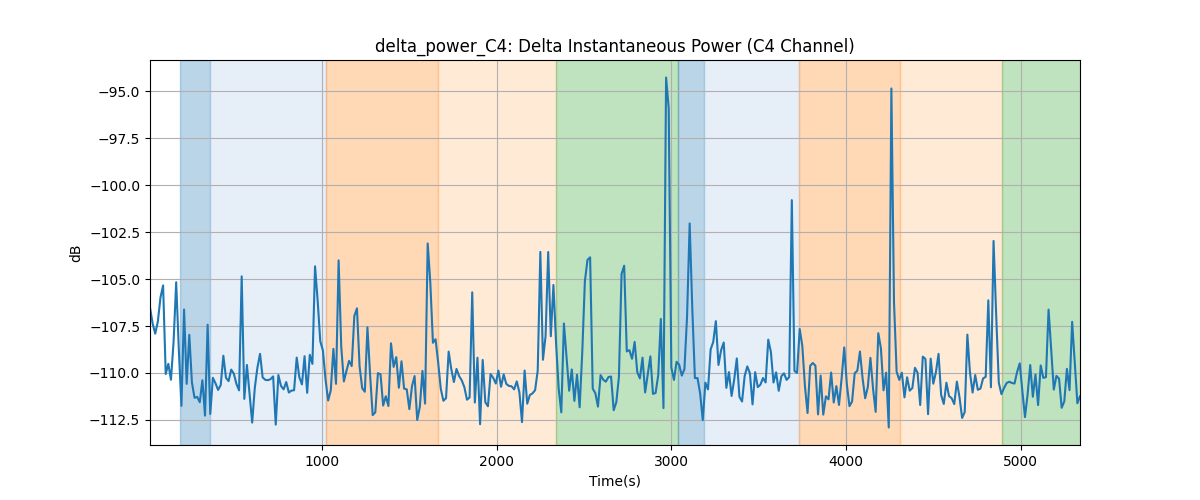 delta_power_C4: Delta Instantaneous Power (C4 Channel)
dB
−95.0
−97.5
−100.0
−102.5
−105.0
−107.5
−110.0
−112.5
1000 2000 3000 4000 5000
Time(s)